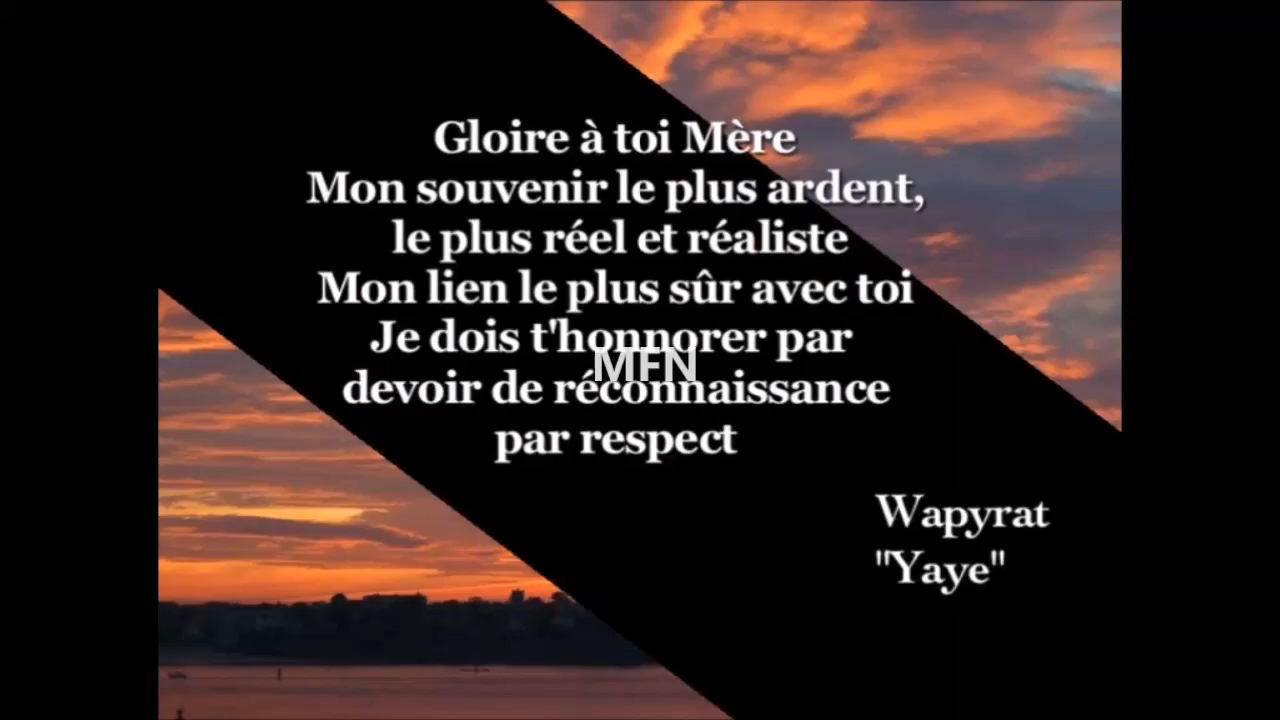 Gloire à toi Mère
Mon souvenir le plus ardent,
le plus réel et réaliste
Mon lien le plus sûr avec toi
Je dois t'honnorer par
MFN
devoir de réconnaissance
par respect
Wapyrat
"Yaye"